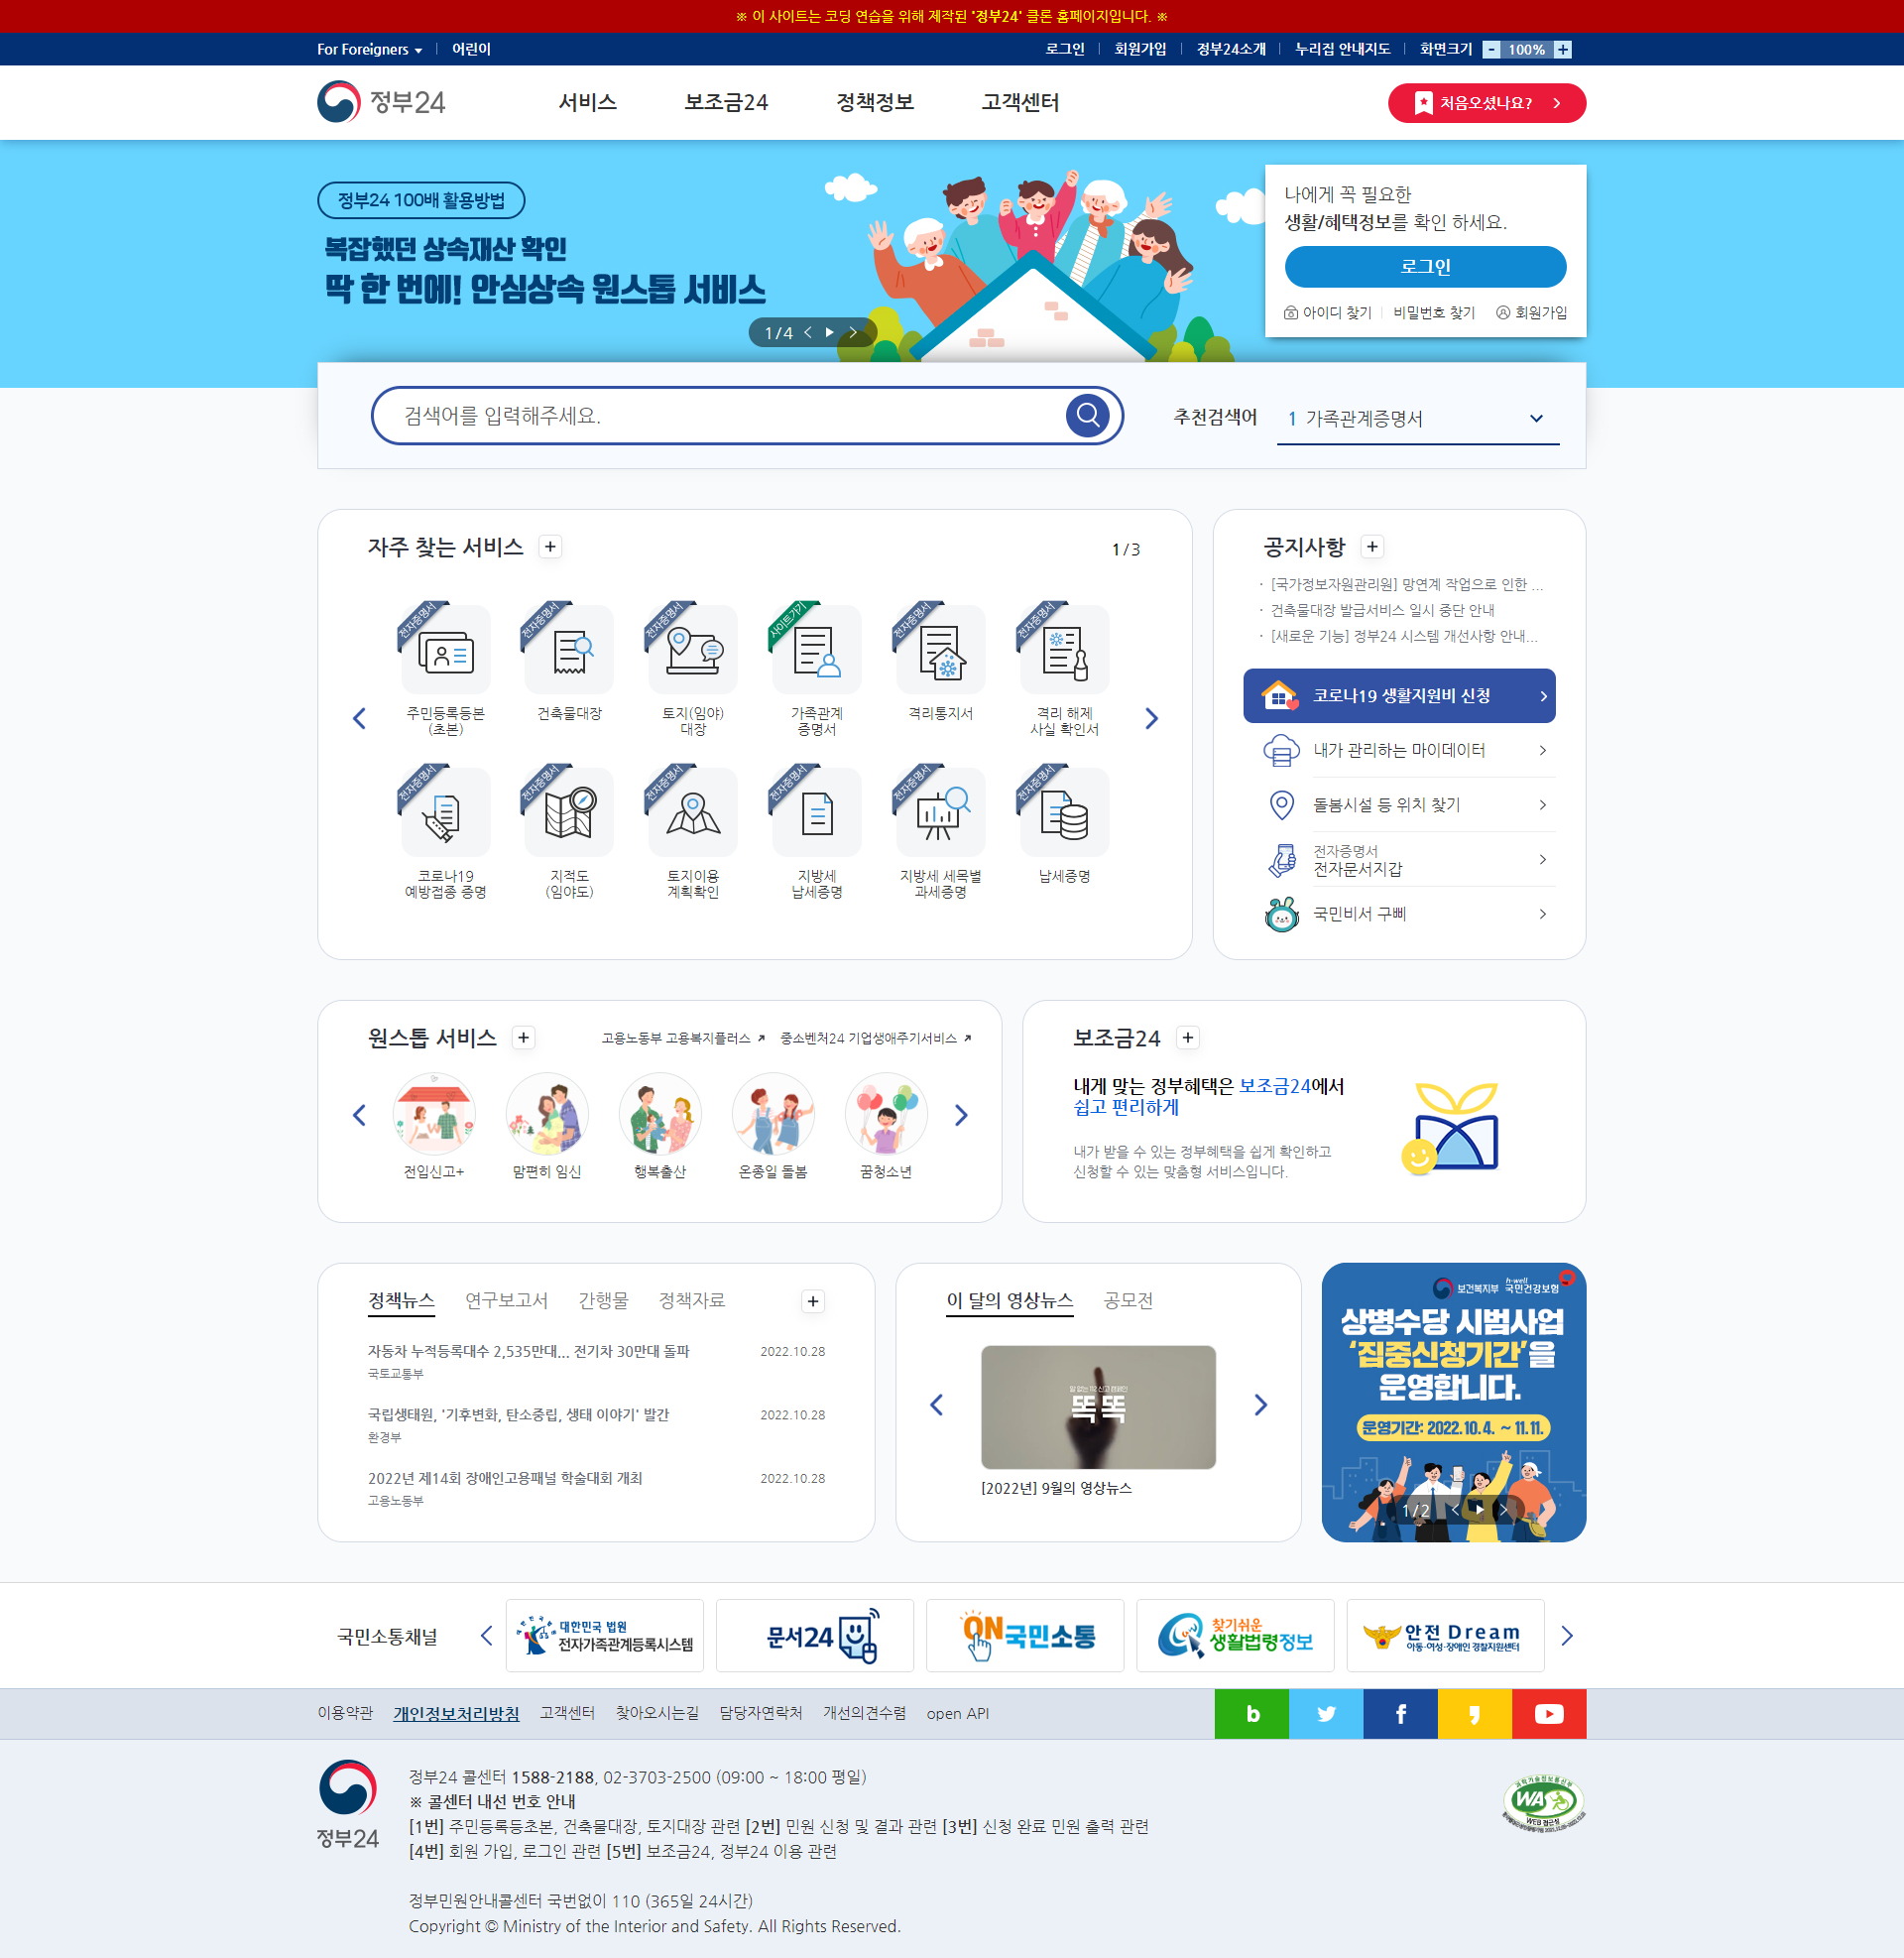 ※ 이 사이트는 코딩 연습을 위해 제작된 '정부24' 클론 홈페이지입니다. ※
For Foreigners 어린이
로그인 회원가입 정부24소개 누리집 안내지도 화면크기 - 100% +
정부24 서비스 보조금24 정책정보 고객센터 처음오셨나요?
정부24 100배 활용방법
복잡했던 상속재산 확인
딱 한 번에! 안심상속 원스톱 서비스
1/4
나에게 꼭 필요한
생활/혜택정보를 확인 하세요.
로그인
아이디 찾기 비밀번호 찾기 회원가입
검색어를 입력해주세요.
추천검색어 1 가족관계증명서
자주 찾는 서비스 +
1/3
전자증명서 전자증명서 전자증명서 사이트가기 전자증명서 전자증명서
주민등록등본 건축물대장 토지(임야) 가족관계 격리통지서 격리 해제
(초본) 대장 증명서 사실 확인서
전자증명서 전자증명서 전자증명서 전자증명서 전자증명서 전자증명서
코로나19 지적도 토지이용 지방세 지방세 세목별 납세증명
예방접종 증명 (임야도) 계획확인 납세증명 과세증명
공지사항 +
· [국가정보자원관리원] 망연계 작업으로 인한 ...
· 건축물대장 발급서비스 일시 중단 안내
· [새로운 기능] 정부24 시스템 개선사항 안내...
코로나19 생활지원비 신청
내가 관리하는 마이데이터
돌봄시설 등 위치 찾기
전자증명서
전자문서지갑
국민비서 구삐
원스톱 서비스 +
고용노동부 고용복지플러스 중소벤처24 기업생애주기서비스
전입신고+ 맘편히 임신 행복출산 온종일 돌봄 꿈청소년
보조금24 +
내게 맞는 정부혜택은 보조금24에서
쉽고 편리하게
내가 받을 수 있는 정부혜택을 쉽게 확인하고
신청할 수 있는 맞춤형 서비스입니다.
정책뉴스 연구보고서 간행물 정책자료 +
자동차 누적등록대수 2,535만대... 전기차 30만대 돌파 2022.10.28
국토교통부
국립생태원, '기후변화, 탄소중립, 생태 이야기' 발간 2022.10.28
환경부
2022년 제14회 장애인고용패널 학술대회 개최 2022.10.28
고용노동부
이 달의 영상뉴스 공모전
똑똑
[2022년] 9월의 영상뉴스
보건복지부 h-well 국민건강보험
상병수당 시범사업
'집중신청기간'을
운영합니다.
운영기간: 2022.10.4. ~ 11.11.
1/2
국민소통채널
대한민국 법원
전자가족관계등록시스템
문서24
ON국민소통
찾기쉬운
생활법령정보
안전Dream
아동·여성·장애인 경찰지원센터
이용약관 개인정보처리방침 고객센터 찾아오시는길 담당자연락처 개선의견수렴 open API
정부24
정부24 콜센터 1588-2188, 02-3703-2500 (09:00 ~ 18:00 평일)
※ 콜센터 내선 번호 안내
[1번] 주민등록등초본, 건축물대장, 토지대장 관련 [2번] 민원 신청 및 결과 관련 [3번] 신청 완료 민원 출력 관련
[4번] 회원 가입, 로그인 관련 [5번] 보조금24, 정부24 이용 관련
정부민원안내콜센터 국번없이 110 (365일 24시간)
Copyright © Ministry of the Interior and Safety. All Rights Reserved.
과학기술정보통신부
WA
WEB 접근성